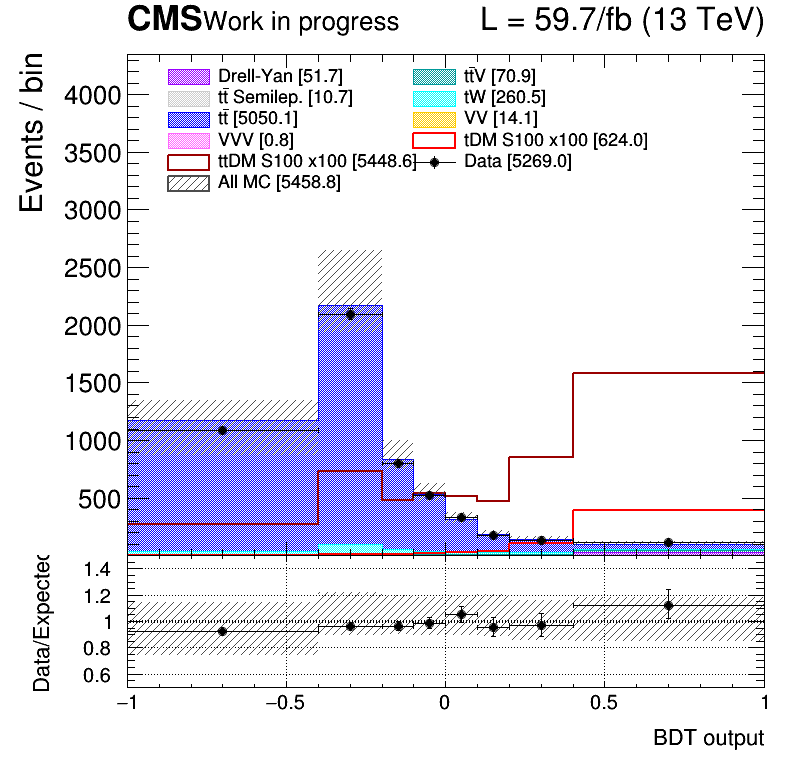 CMS Work in progress L = 59.7/fb (13 TeV)
Events / bin
Drell-Yan [51.7] tt̄V [70.9]
tt̄ Semilep. [10.7] tW [260.5]
tt̄ [5050.1] VV [14.1]
VVV [0.8] tDM S100 x100 [624.0]
ttDM S100 x100 [5448.6] Data [5269.0]
All MC [5458.8]
4000
3500
3000
2500
2000
1500
1000
500
Data/Expected
1.4
1.2
1
0.8
0.6
−1 −0.5 0 0.5 1
BDT output